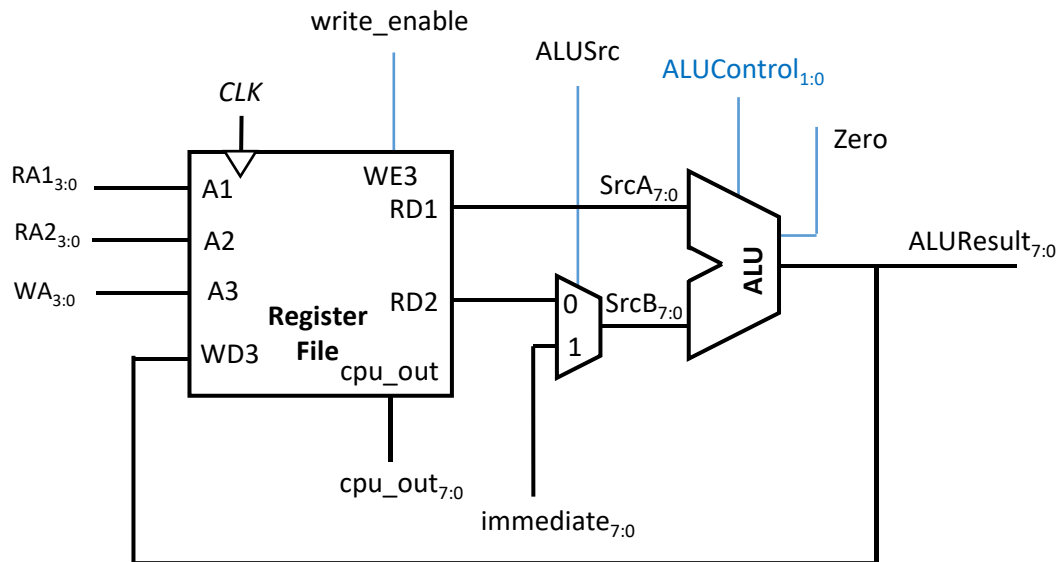 write_enable
ALUSrc
ALUControl1:0
CLK
Zero
RA13:0
A1
WE3
RD1
SrcA7:0
RA23:0
A2
ALUResult7:0
ALU
WA3:0
A3
RD2
0
SrcB7:0
Register
File
1
WD3
cpu_out
cpu_out7:0
immediate7:0